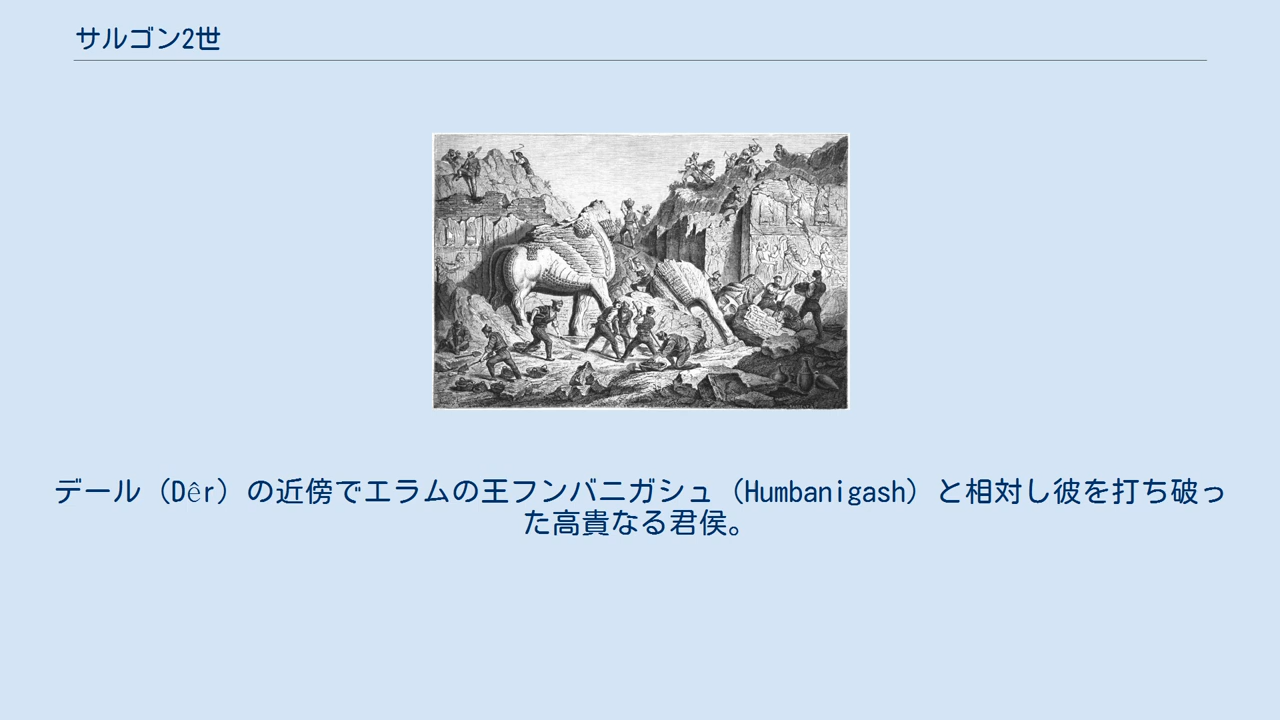 サルゴン2世
デール（Dêr）の近傍でエラムの王フンバニガシュ（Humbanigash）と相対し彼を打ち破っ
た高貴なる君侯。